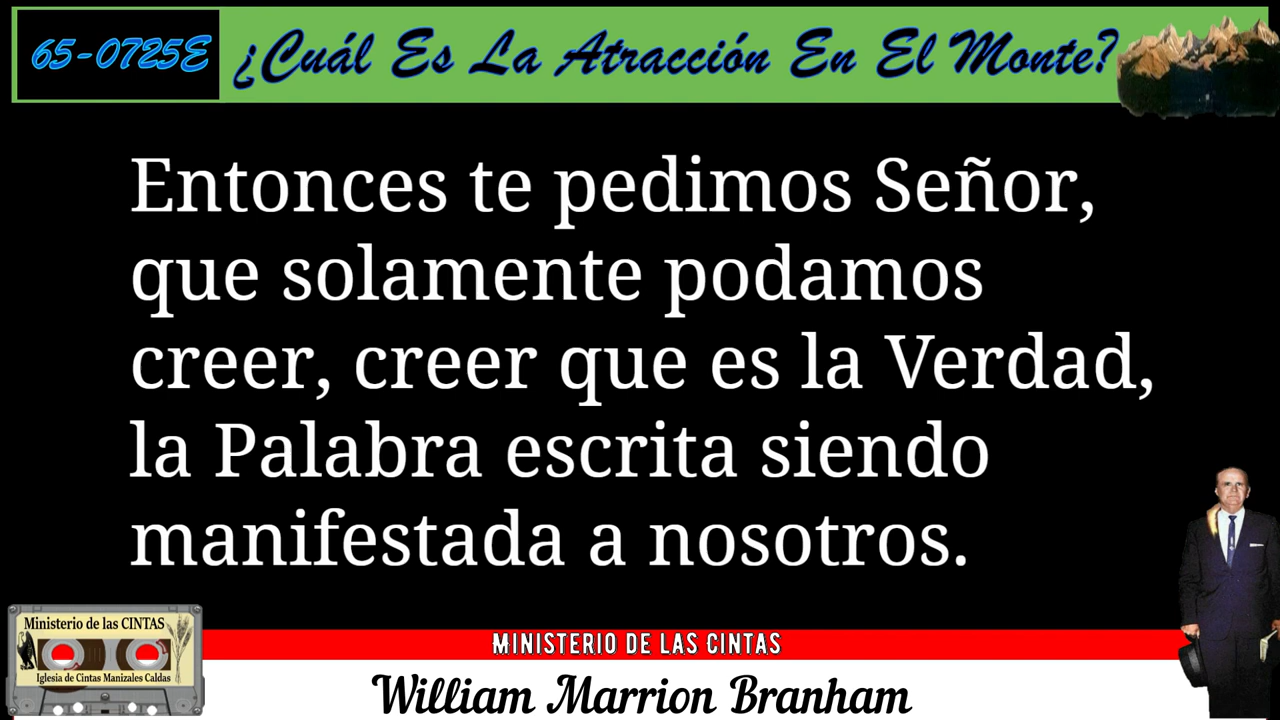 65-0725E ¿Cuál Es La Atracción En El Monte?
Entonces te pedimos Señor,
que solamente podamos
creer, creer que es la Verdad,
la Palabra escrita siendo
manifestada a nosotros.
Ministerio de las CINTAS
Iglesia de Cintas Manizales Caldas
MINISTERIO DE LAS CINTAS
William Marrion Branham